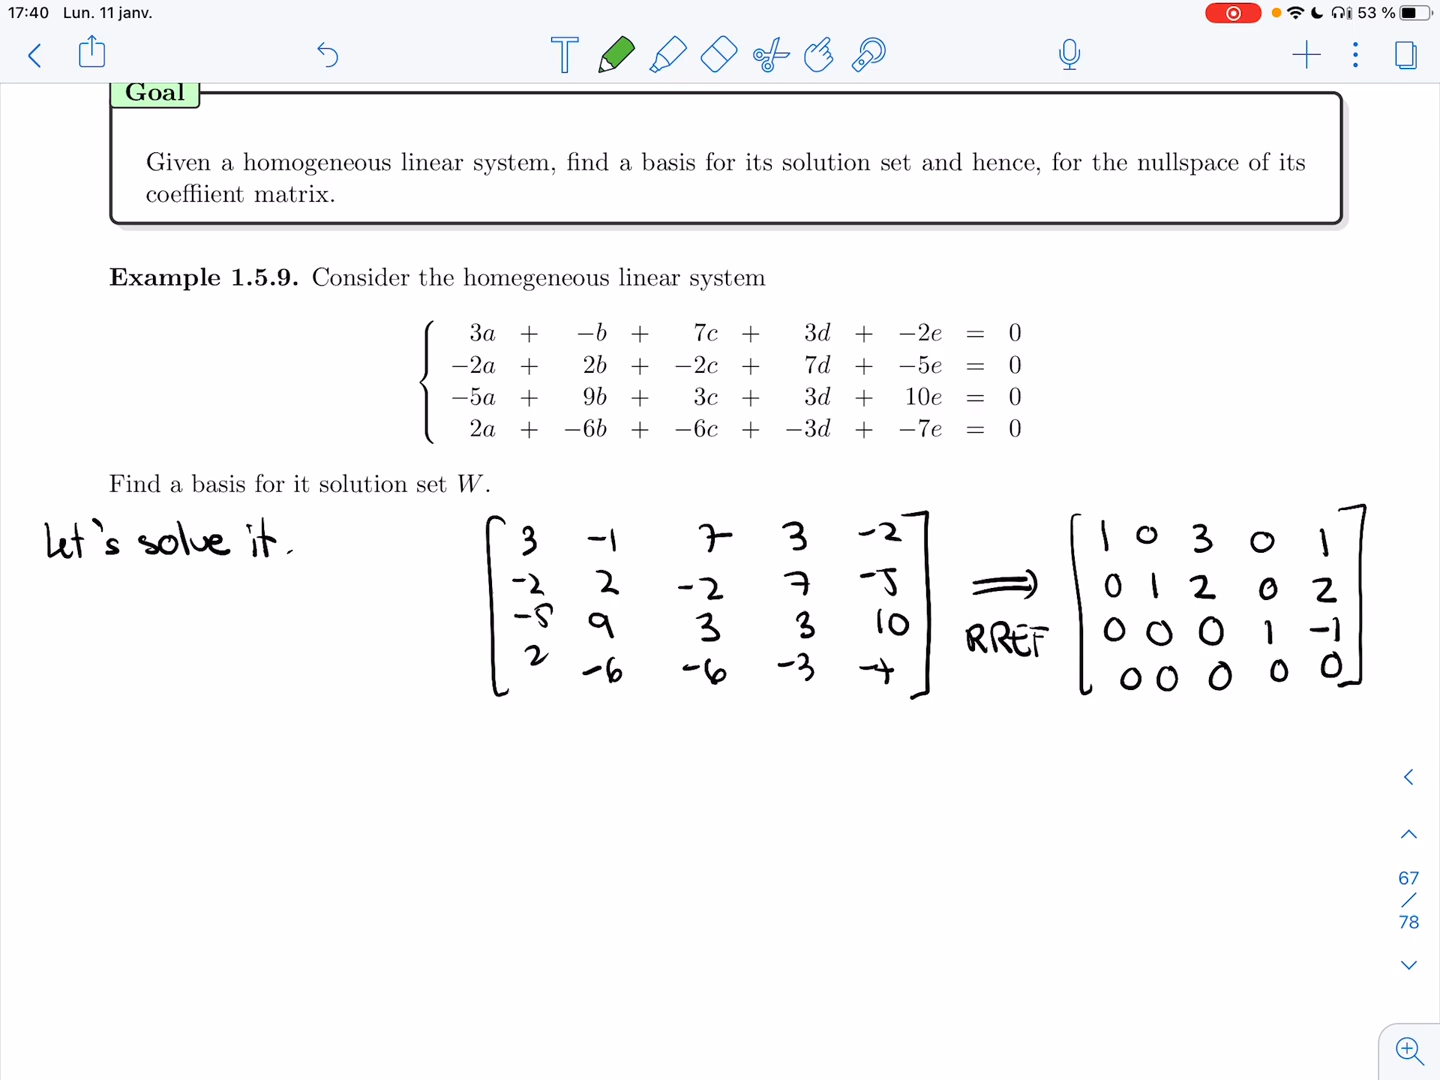 17:40 Lun. 11 janv. 53 %
T
Goal
Given a homogeneous linear system, find a basis for its solution set and hence, for the nullspace of its
coeffiient matrix.
Example 1.5.9. Consider the homegeneous linear system
3a + −b + 7c + 3d + −2e = 0
−2a + 2b + −2c + 7d + −5e = 0
−5a + 9b + 3c + 3d + 10e = 0
2a + −6b + −6c + −3d + −7e = 0
Find a basis for it solution set W.
Let's solve it.
3 -1 7 3 -2
-2 2 -2 7 -5
-5 9 3 3 10
2 -6 -6 -3 -7
⟹
RREF
1 0 3 0 1
0 1 2 0 2
0 0 0 1 -1
0 0 0 0 0
67
/
78